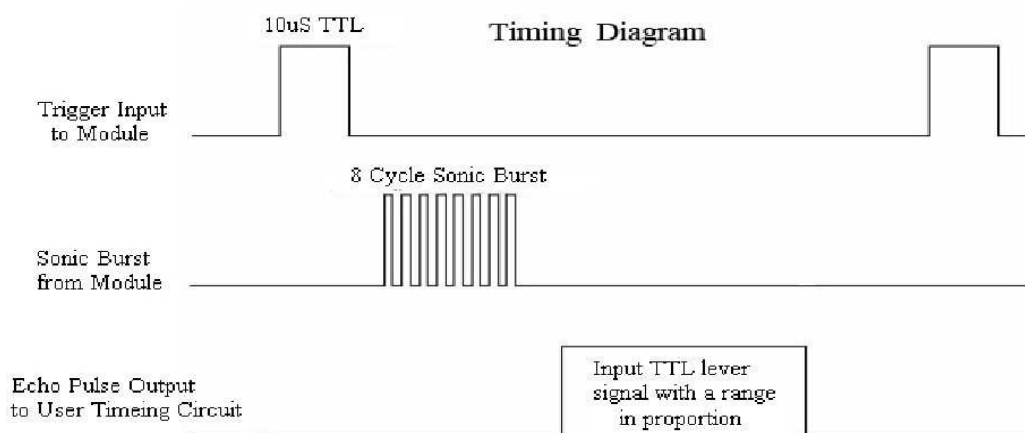 10uS TTL
Timing Diagram
Trigger Input
to Module
8 Cycle Sonic Burst
Sonic Burst
from Module
Echo Pulse Output
to User Timeing Circuit
Input TTL lever
signal with a range
in proportion